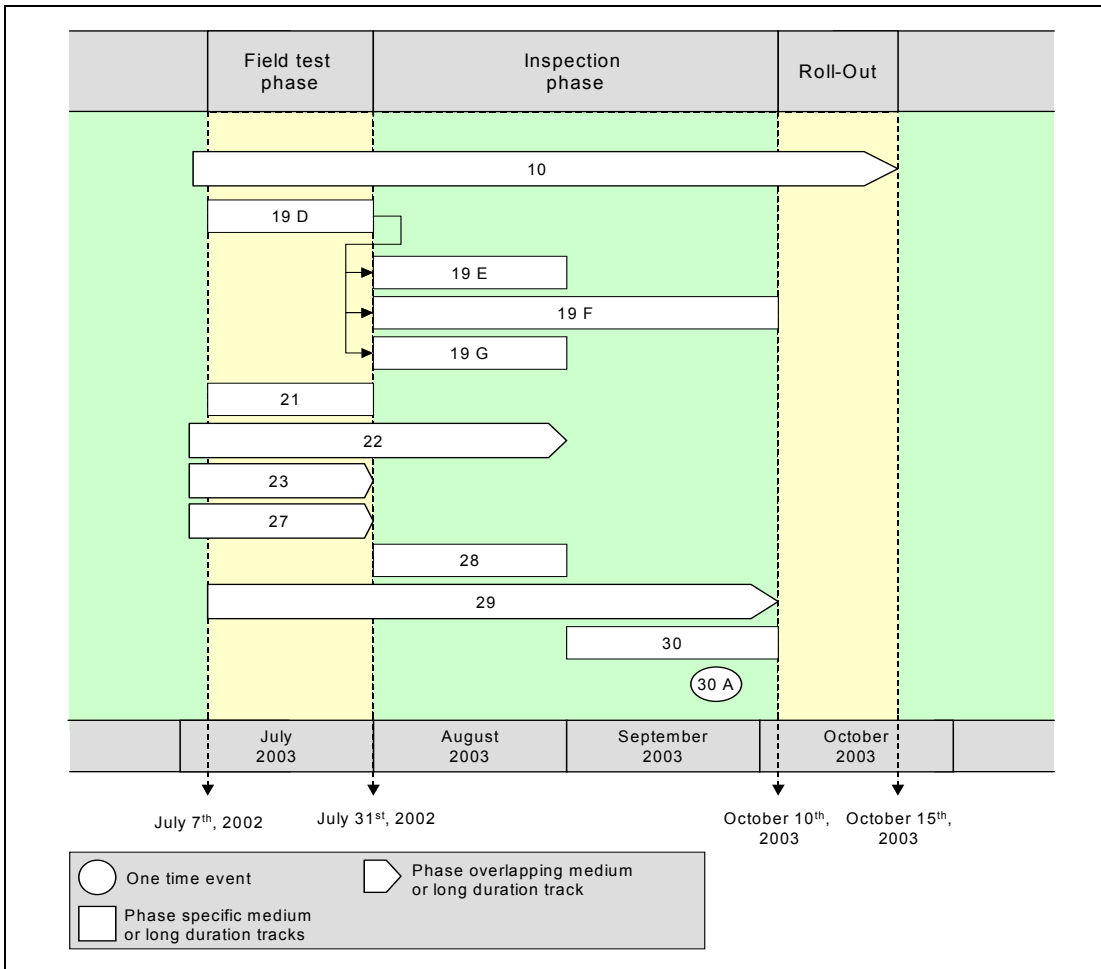 Field test
phase
Inspection
phase
Roll-Out
10
19 D
19 E
19 F
19 G
21
22
23
27
28
29
30
30 A
July
2003
August
2003
September
2003
October
2003
July 7th, 2002
July 31st, 2002
October 10th,
2003
October 15th,
2003
One time event
Phase overlapping medium
or long duration track
Phase specific medium
or long duration tracks